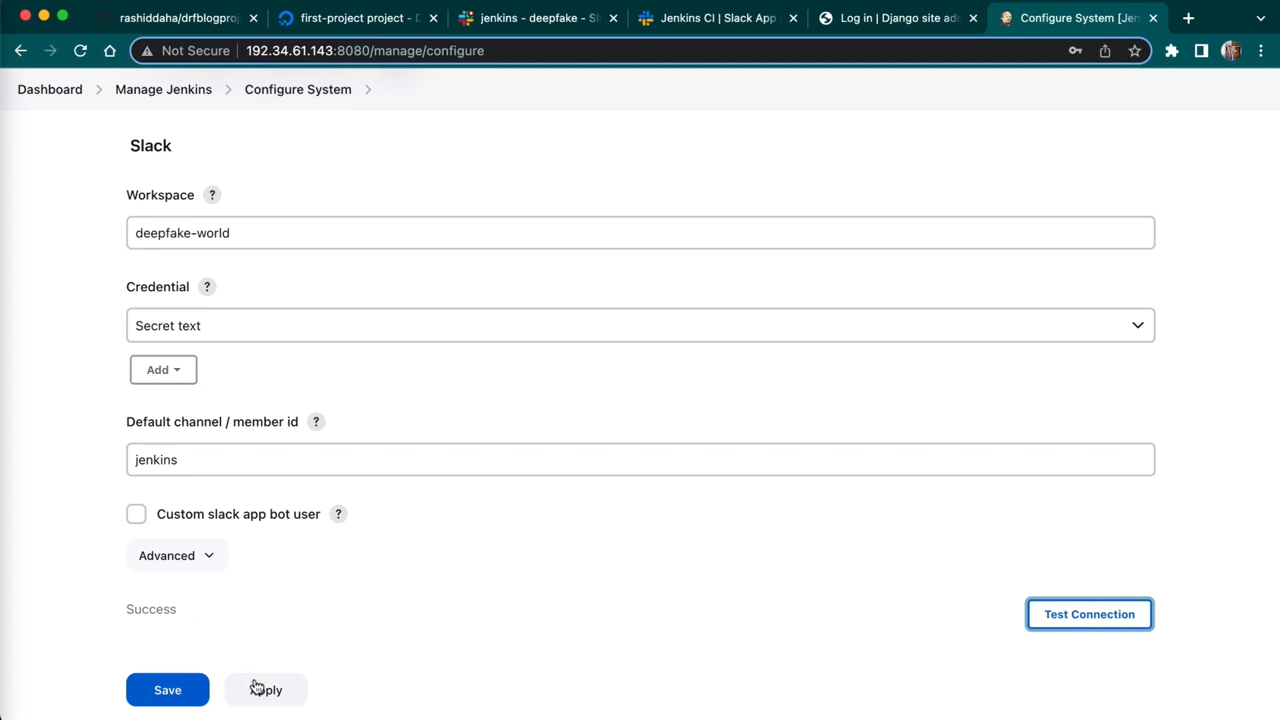 rashiddaha/drfblogproj
first-project project - D
jenkins - deepfake - Sl
Jenkins CI | Slack App
Log in | Django site adm
Configure System [Jen
Not Secure
192.34.61.143:8080/manage/configure
Dashboard
Manage Jenkins
Configure System
Slack
Workspace ?
deepfake-world
Credential ?
Secret text
Add
Default channel / member id ?
jenkins
Custom slack app bot user ?
Advanced
Success
Test Connection
Save
Apply